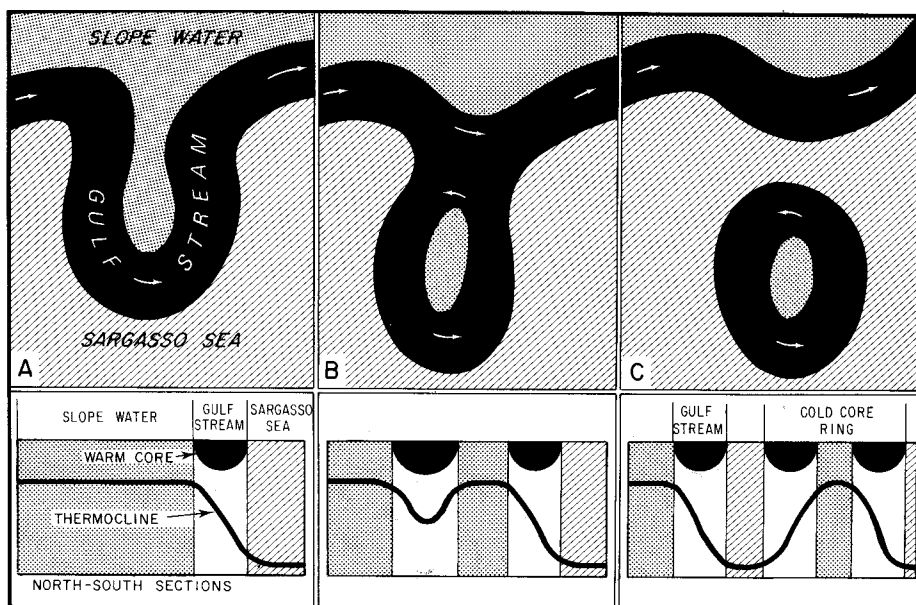 SLOPE WATER
GULF
STREAM
SARGASSO SEA
A
B
C
SLOPE WATER
GULF
STREAM
SARGASSO
SEA
WARM CORE
THERMOCLINE
NORTH-SOUTH SECTIONS
GULF
STREAM
COLD CORE
RING